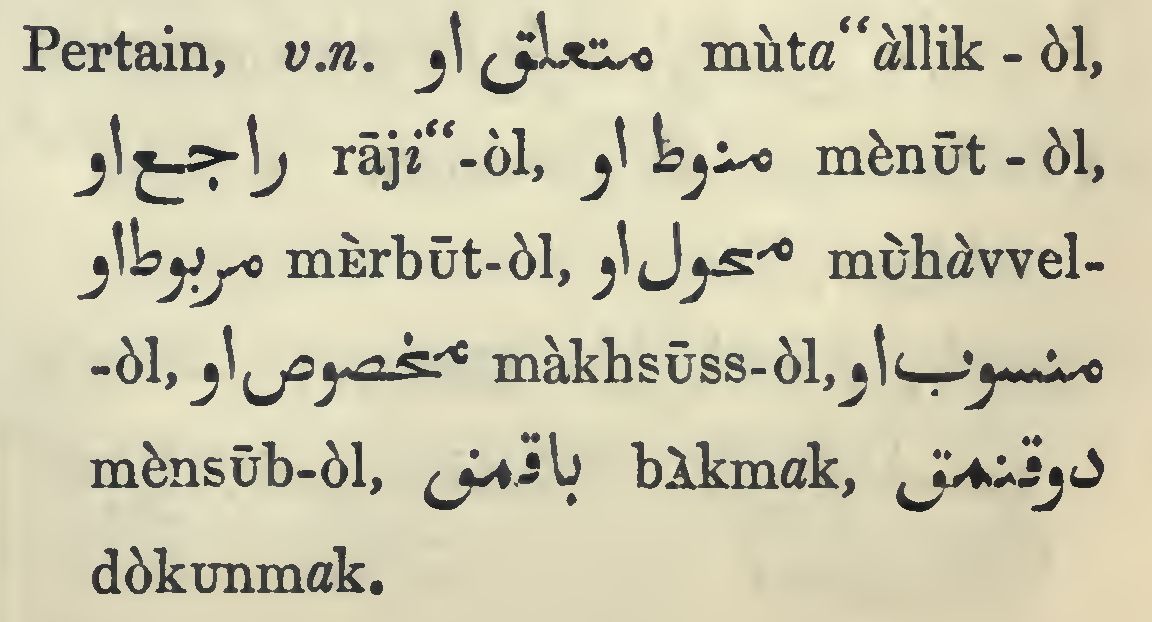 Pertain, v.n. متعلق او mùta“àllik - òl,
راجع او rāji“-òl, منوط او mènūt - òl,
مربوط او mèrbūt-òl, محول او mùhàvvel-
-òl, مخصوص او màkhsūss-òl, منسوب او
mènsūb-òl, باقمق bàkmak, دوقنمق
dòkunmak.